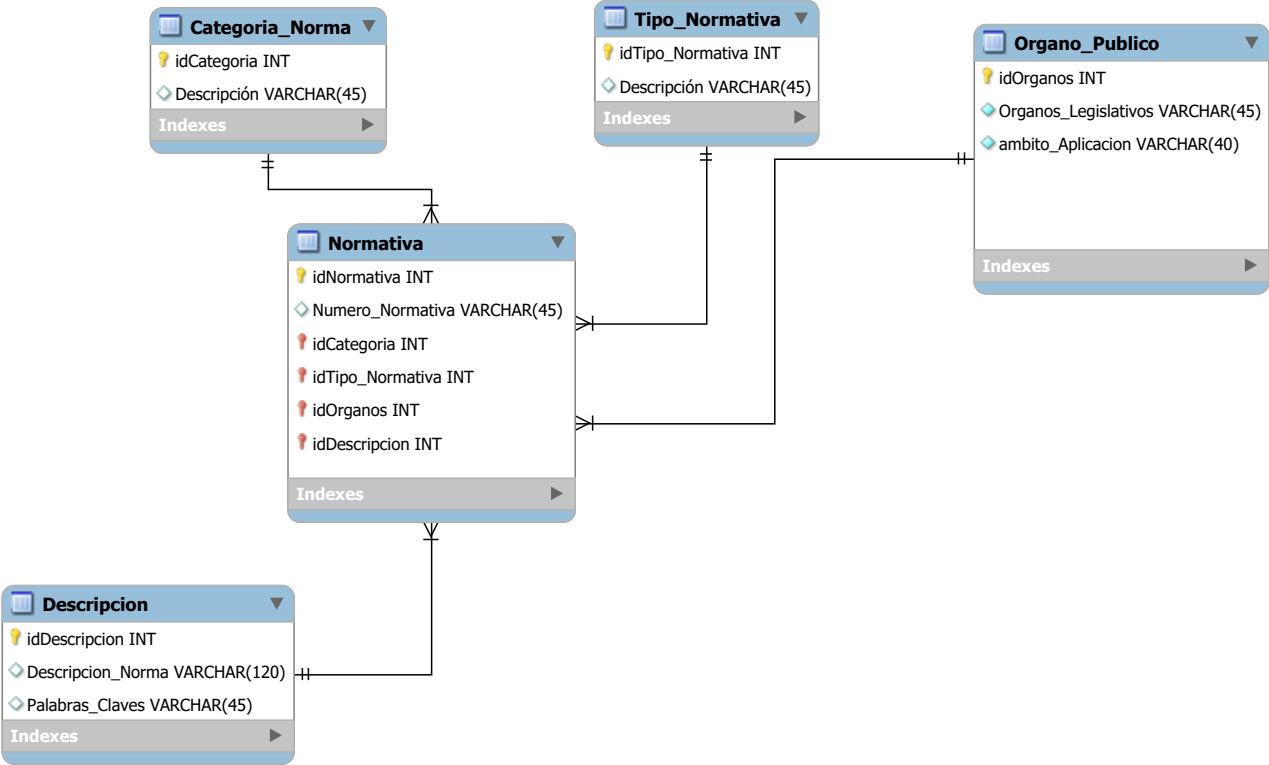 Categoria_Norma
idCategoria INT
Descripción VARCHAR(45)
Indexes
Tipo_Normativa
idTipo_Normativa INT
Descripción VARCHAR(45)
Indexes
Organo_Publico
idOrganos INT
Organos_Legislativos VARCHAR(45)
ambito_Aplicacion VARCHAR(40)
Indexes
Normativa
idNormativa INT
Numero_Normativa VARCHAR(45)
idCategoria INT
idTipo_Normativa INT
idOrganos INT
idDescripcion INT
Indexes
Descripcion
idDescripcion INT
Descripcion_Norma VARCHAR(120)
Palabras_Claves VARCHAR(45)
Indexes